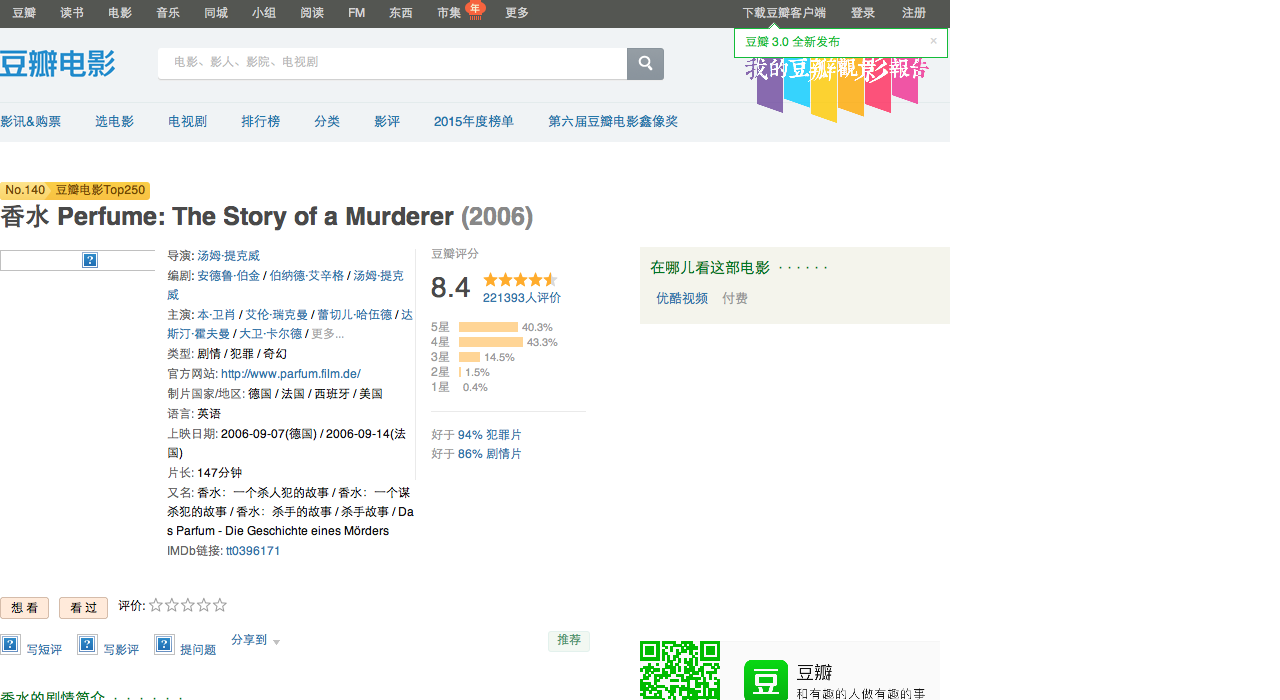 豆瓣 读书 电影 音乐 同城 小组 阅读 FM 东西 市集 年 更多 下载豆瓣客户端 登录 注册
豆瓣 3.0 全新发布 ×
豆瓣电影 电影、影人、影院、电视剧
我的豆瓣觀影報告
影讯&购票 选电影 电视剧 排行榜 分类 影评 2015年度榜单 第六届豆瓣电影鑫像奖
No.140 豆瓣电影Top250
香水 Perfume: The Story of a Murderer (2006)
导演: 汤姆·提克威
编剧: 安德鲁·伯金 / 伯纳德·艾辛格 / 汤姆·提克
威
主演: 本·卫肖 / 艾伦·瑞克曼 / 蕾切儿·哈伍德 / 达
斯汀·霍夫曼 / 大卫·卡尔德 / 更多...
类型: 剧情 / 犯罪 / 奇幻
官方网站: http://www.parfum.film.de/
制片国家/地区: 德国 / 法国 / 西班牙 / 美国
语言: 英语
上映日期: 2006-09-07(德国) / 2006-09-14(法
国)
片长: 147分钟
又名: 香水：一个杀人犯的故事 / 香水：一个谋
杀犯的故事 / 香水：杀手的故事 / 杀手故事 / Da
s Parfum - Die Geschichte eines Mörders
IMDb链接: tt0396171
豆瓣评分
8.4
221393人评价
5星 40.3%
4星 43.3%
3星 14.5%
2星 1.5%
1星 0.4%
好于 94% 犯罪片
好于 86% 剧情片
在哪儿看这部电影 · · · · · ·
优酷视频 付费
想看 看过 评价:
写短评 写影评 提问题 分享到 推荐
香水的剧情简介 · · · · · ·
豆 豆瓣
和有趣的人做有趣的事